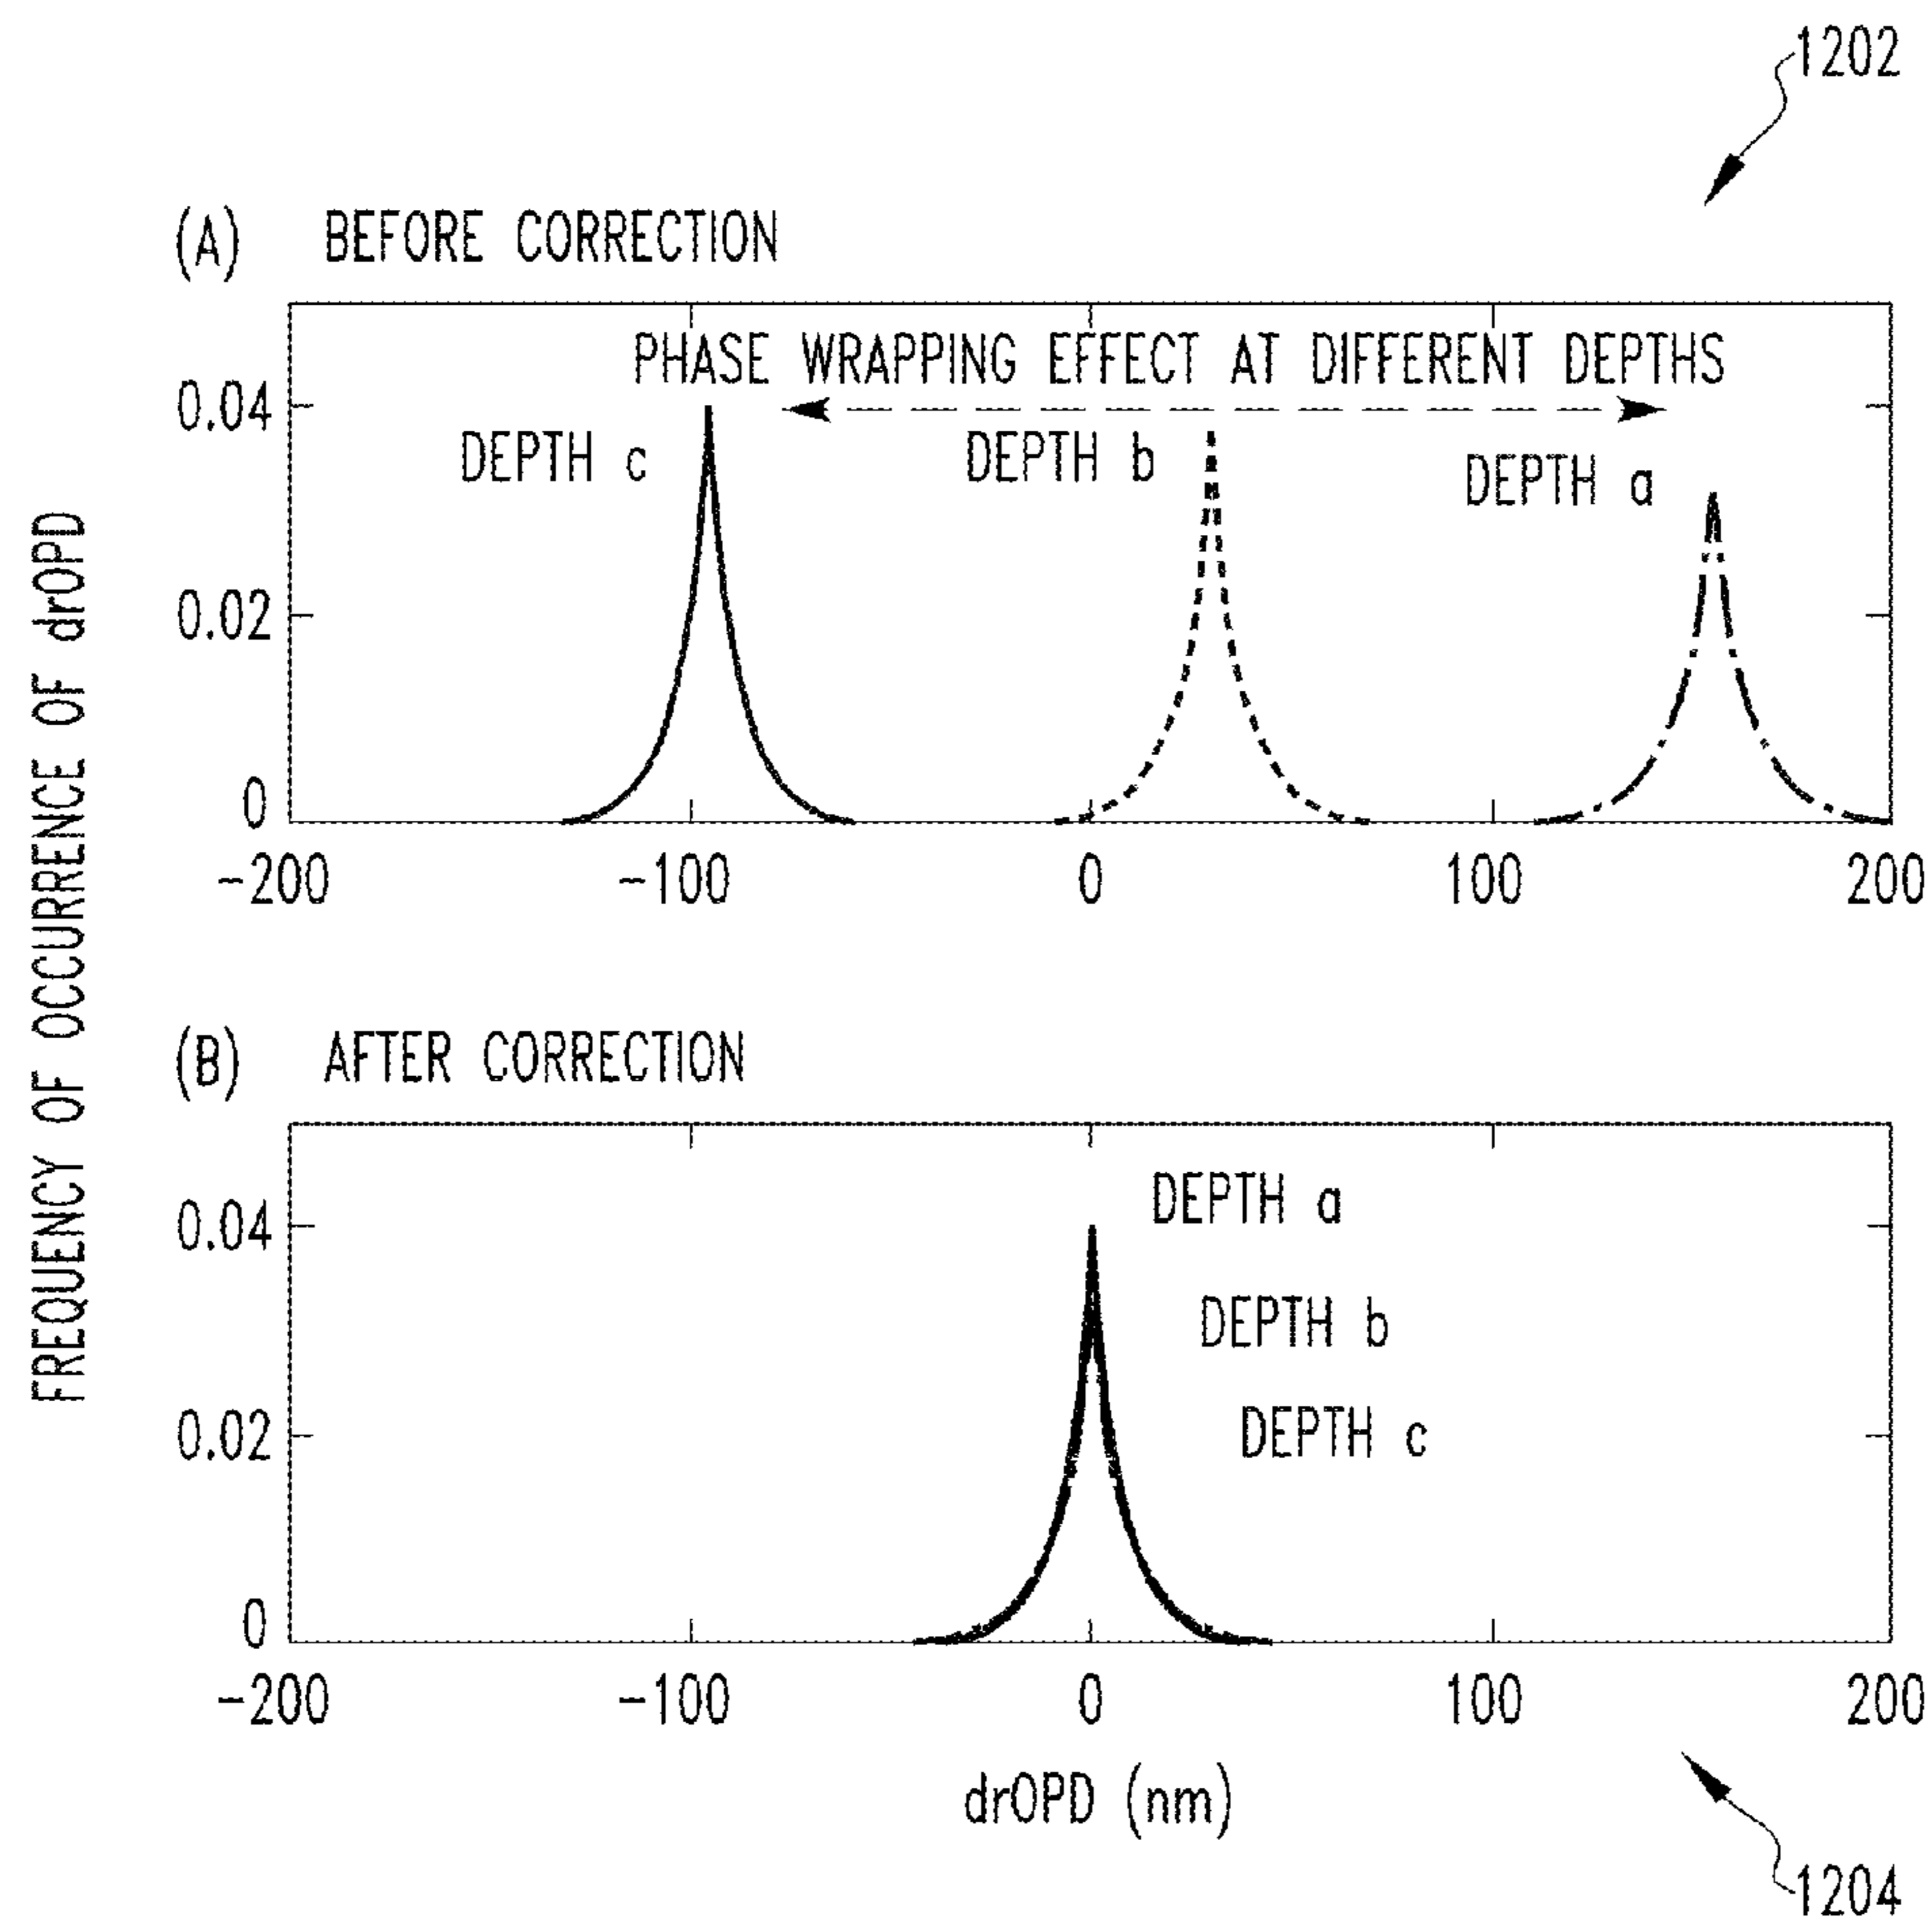 1202
(A) BEFORE CORRECTION
PHASE WRAPPING EFFECT AT DIFFERENT DEPTHS
DEPTH c
DEPTH b
DEPTH a
0.04
0.02
0
-200
-100
0
100
200
FREQUENCY OF OCCURRENCE OF drOPD
(B) AFTER CORRECTION
DEPTH a
DEPTH b
DEPTH c
0.04
0.02
0
-200
-100
0
100
200
drOPD (nm)
1204